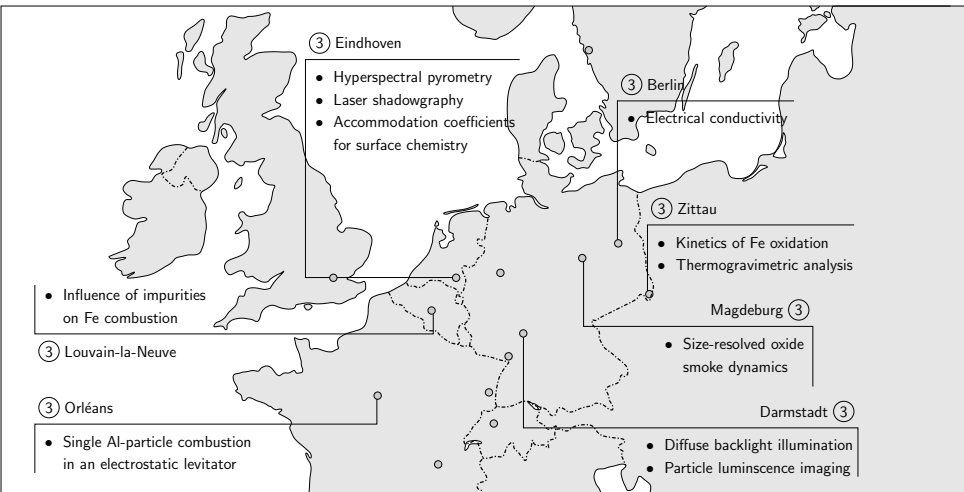 ③ Eindhoven
• Hyperspectral pyrometry
• Laser shadowgraphy
• Accommodation coefficients
for surface chemistry
③ Berlin
• Electrical conductivity
③ Zittau
• Kinetics of Fe oxidation
• Thermogravimetric analysis
• Influence of impurities
on Fe combustion
③ Louvain-la-Neuve
Magdeburg ③
• Size-resolved oxide
smoke dynamics
③ Orléans
• Single Al-particle combustion
in an electrostatic levitator
Darmstadt ③
• Diffuse backlight illumination
• Particle luminscence imaging